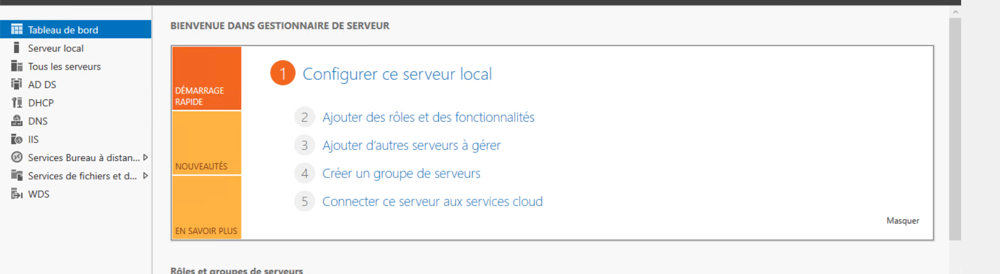 Tableau de bord
Serveur local
Tous les serveurs
AD DS
DHCP
DNS
IIS
Services Bureau à distan...
Services de fichiers et d...
WDS
BIENVENUE DANS GESTIONNAIRE DE SERVEUR
DÉMARRAGE
RAPIDE
NOUVEAUTÉS
EN SAVOIR PLUS
1 Configurer ce serveur local
2 Ajouter des rôles et des fonctionnalités
3 Ajouter d'autres serveurs à gérer
4 Créer un groupe de serveurs
5 Connecter ce serveur aux services cloud
Masquer
Rôles et groupes de serveurs